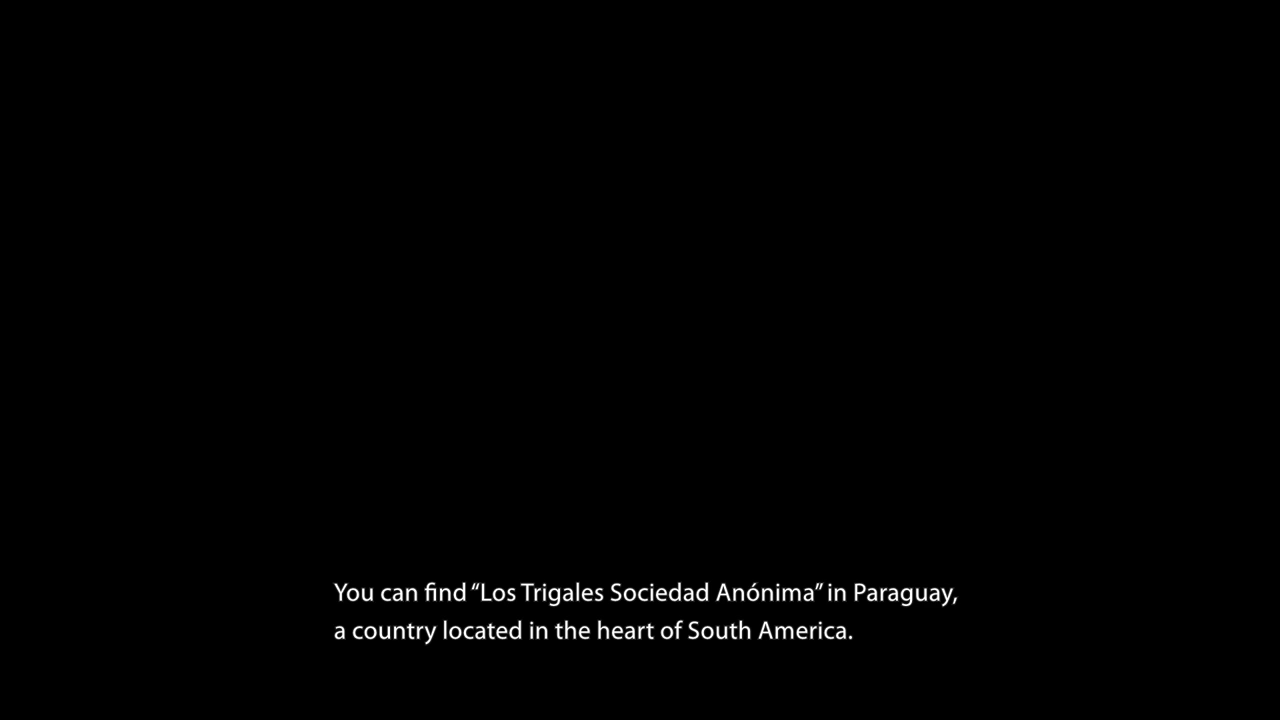 You can find “Los Trigales Sociedad Anónima” in Paraguay,
a country located in the heart of South America.